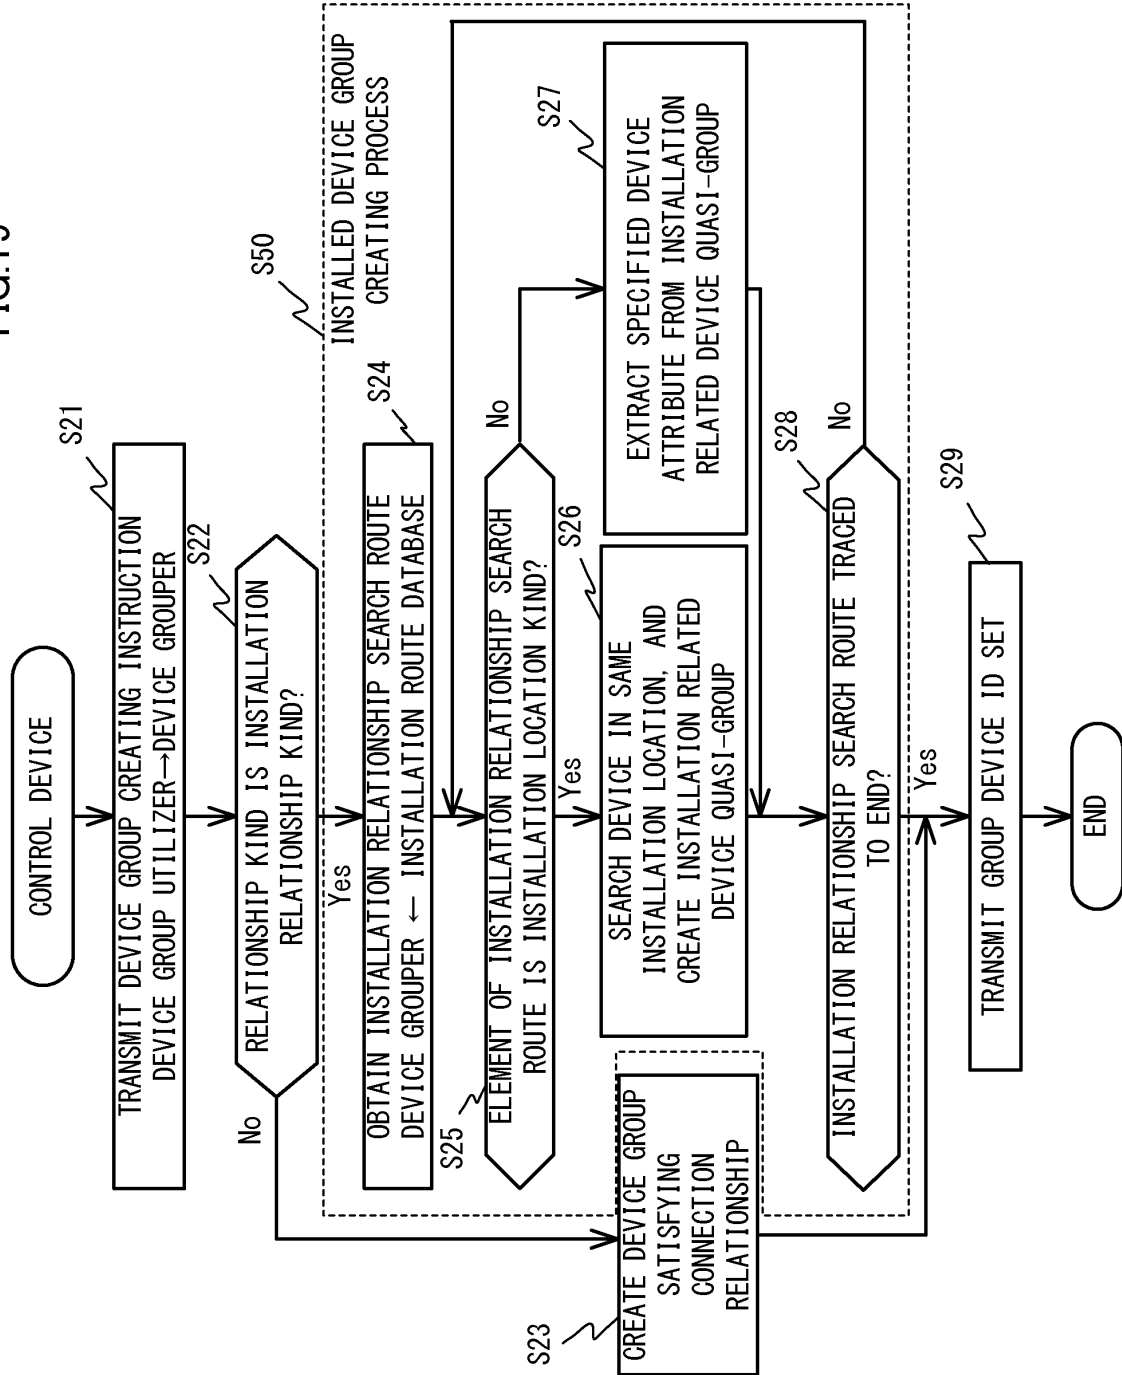 CONTROL DEVICE
S21
TRANSMIT DEVICE GROUP CREATING INSTRUCTION
DEVICE GROUP UTILIZER→DEVICE GROUPER
S22
RELATIONSHIP KIND IS INSTALLATION
RELATIONSHIP KIND?
No
Yes
S50
INSTALLED DEVICE GROUP
CREATING PROCESS
S24
OBTAIN INSTALLATION RELATIONSHIP SEARCH ROUTE
DEVICE GROUPER ← INSTALLATION ROUTE DATABASE
S25
ELEMENT OF INSTALLATION RELATIONSHIP SEARCH
ROUTE IS INSTALLATION LOCATION KIND?
No
Yes
S23
CREATE DEVICE GROUP
SATISFYING
CONNECTION
RELATIONSHIP
S26
SEARCH DEVICE IN SAME
INSTALLATION LOCATION, AND
CREATE INSTALLATION RELATED
DEVICE QUASI-GROUP
S27
EXTRACT SPECIFIED DEVICE
ATTRIBUTE FROM INSTALLATION
RELATED DEVICE QUASI-GROUP
S28
INSTALLATION RELATIONSHIP SEARCH ROUTE TRACED
TO END?
No
Yes
S29
TRANSMIT GROUP DEVICE ID SET
END